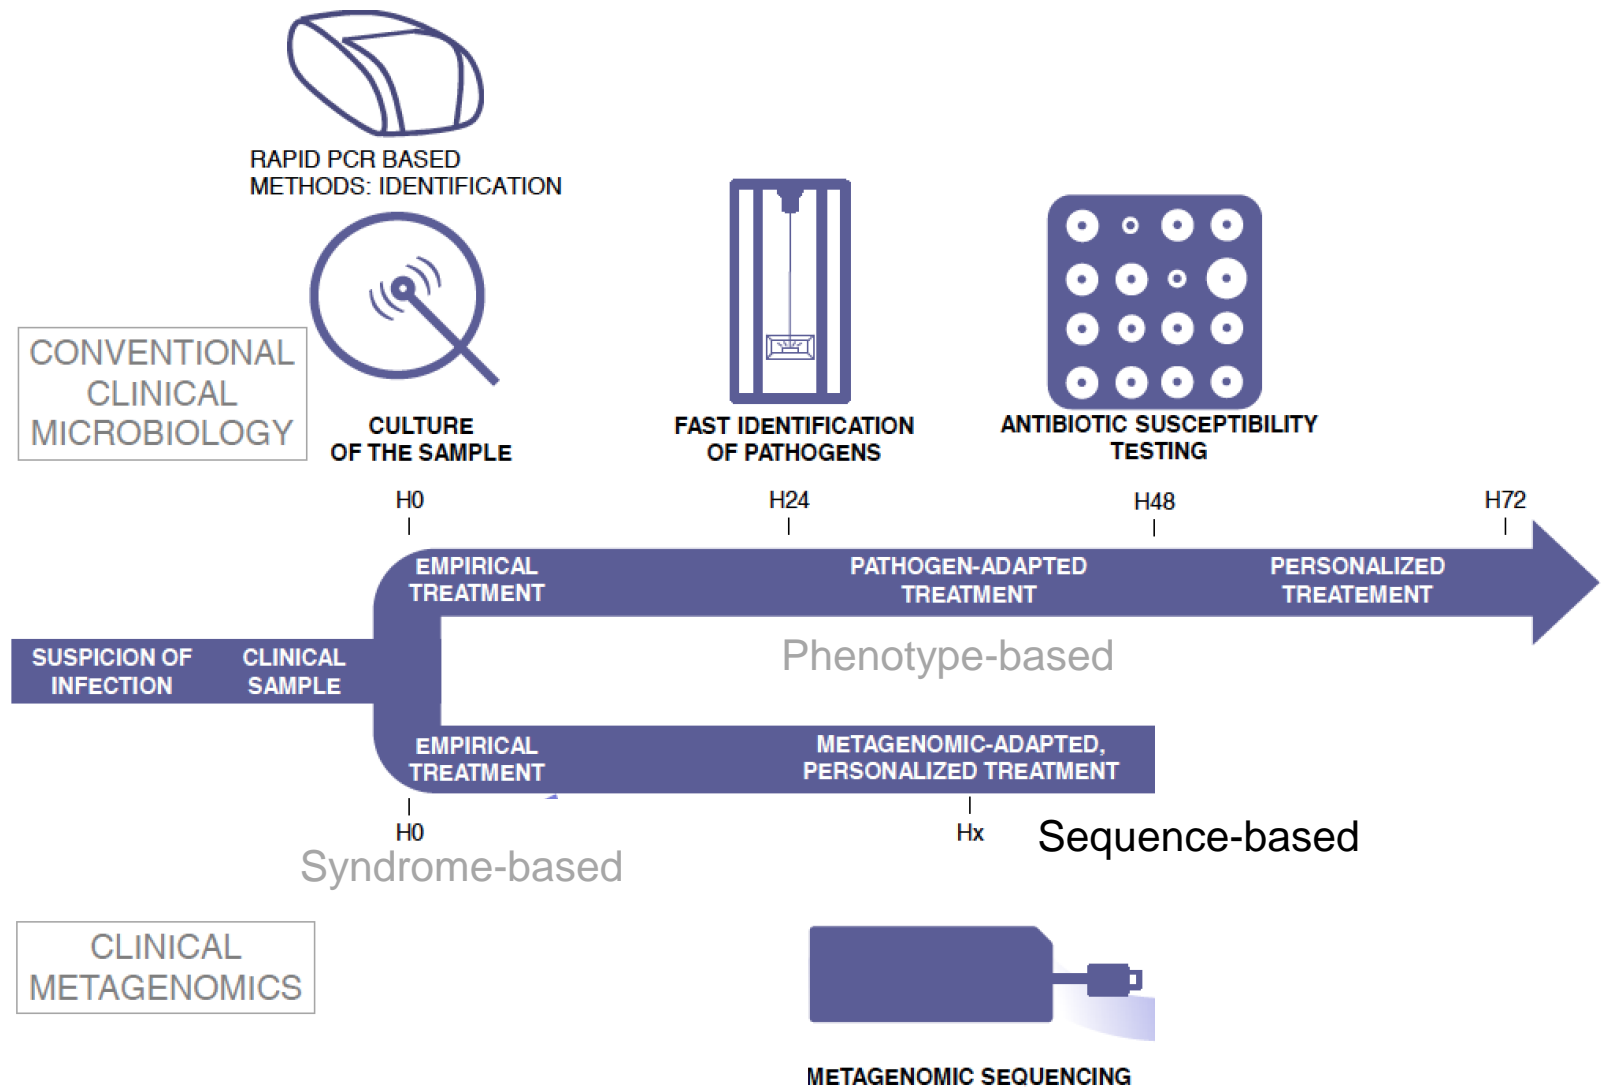 RAPID PCR BASED
METHODS: IDENTIFICATION
CONVENTIONAL
CLINICAL
MICROBIOLOGY
CULTURE
OF THE SAMPLE
FAST IDENTIFICATION
OF PATHOGENS
ANTIBIOTIC SUSCEPTIBILITY
TESTING
H0
H24
H48
H72
EMPIRICAL
TREATMENT
PATHOGEN-ADAPTED
TREATMENT
PERSONALIZED
TREATEMENT
SUSPICION OF
INFECTION
CLINICAL
SAMPLE
Phenotype-based
EMPIRICAL
TREATMENT
METAGENOMIC-ADAPTED,
PERSONALIZED TREATMENT
H0
Hx
Sequence-based
Syndrome-based
CLINICAL
METAGENOMICS
METAGENOMIC SEQUENCING